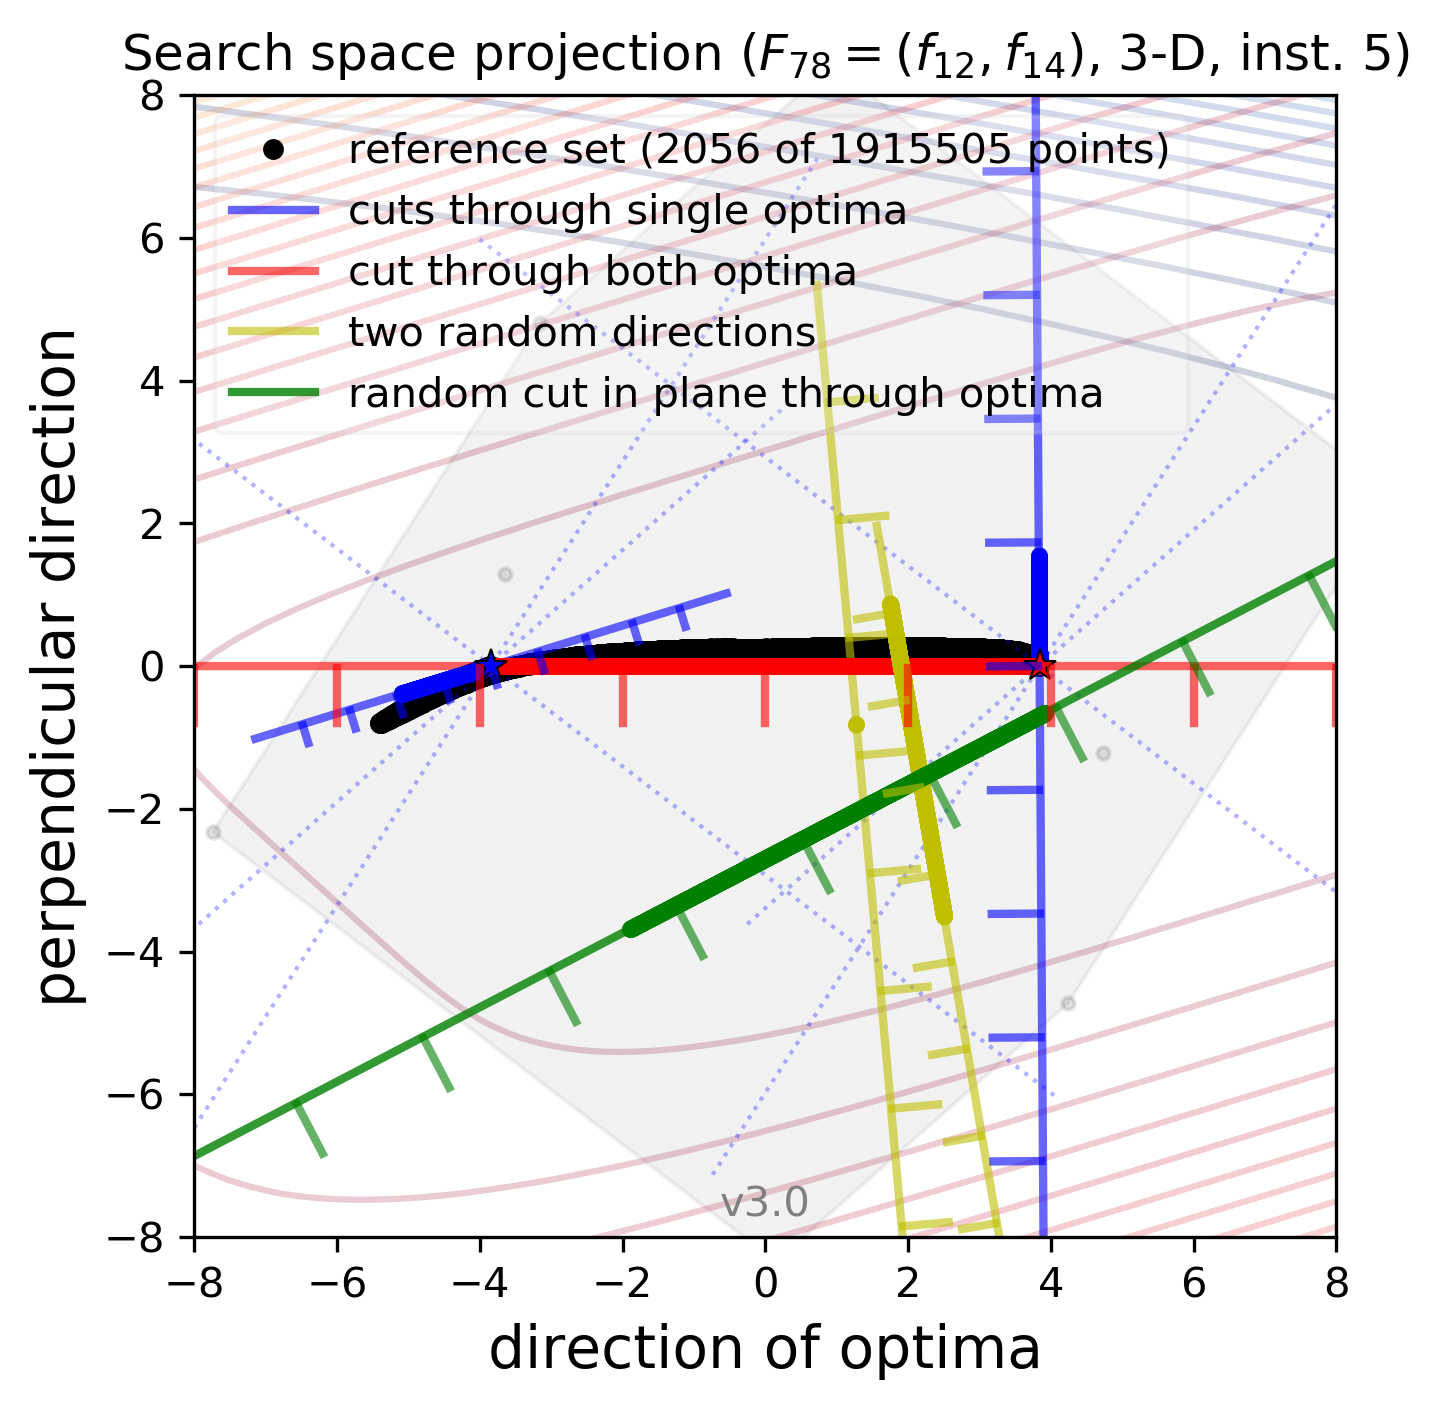 Search space projection (F78 = (f12, f14), 3-D, inst. 5)
reference set (2056 of 1915505 points)
cuts through single optima
cut through both optima
two random directions
random cut in plane through optima
perpendicular direction
8
6
4
2
0
−2
−4
−6
−8
v3.0
−8 −6 −4 −2 0 2 4 6 8
direction of optima